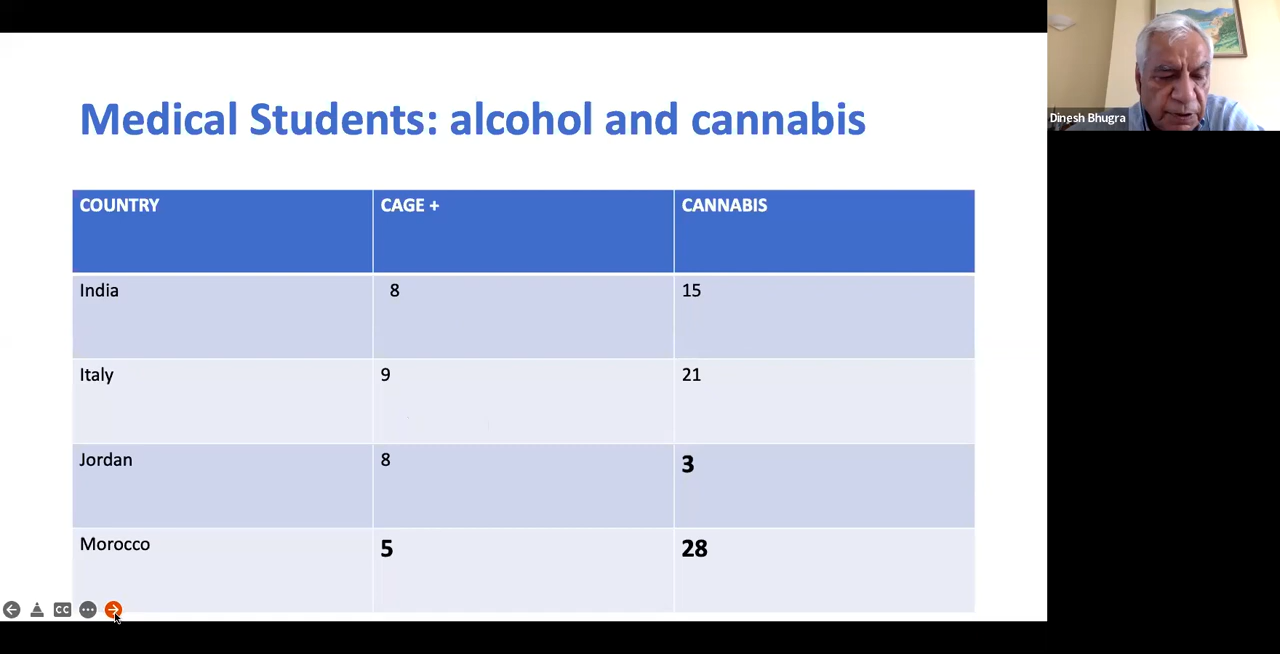 Medical Students: alcohol and cannabis
COUNTRY CAGE + CANNABIS
India 8 15
Italy 9 21
Jordan 8 3
Morocco 5 28
CC
Dinesh Bhugra